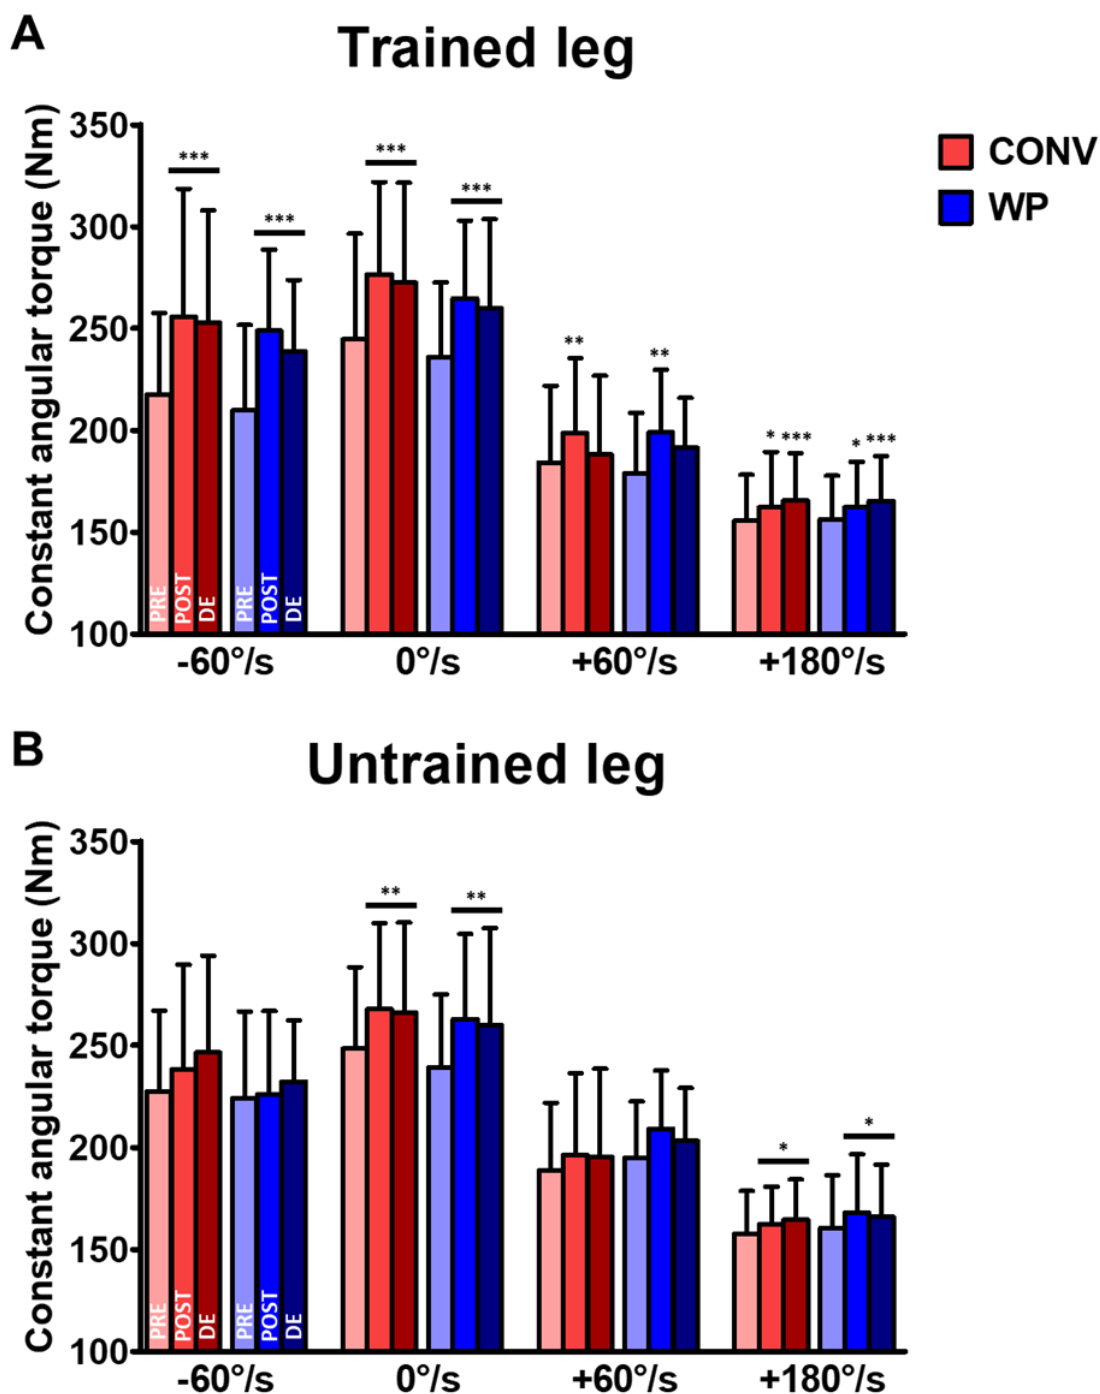 A
Trained leg
Constant angular torque (Nm)
350
300
250
200
150
100
*** *** *** *** ** ** * *** * ***
CONV
WP
PRE POST DE PRE POST DE
-60°/s 0°/s +60°/s +180°/s
B
Untrained leg
Constant angular torque (Nm)
350
300
250
200
150
100
** ** * *
PRE POST DE PRE POST DE
-60°/s 0°/s +60°/s +180°/s